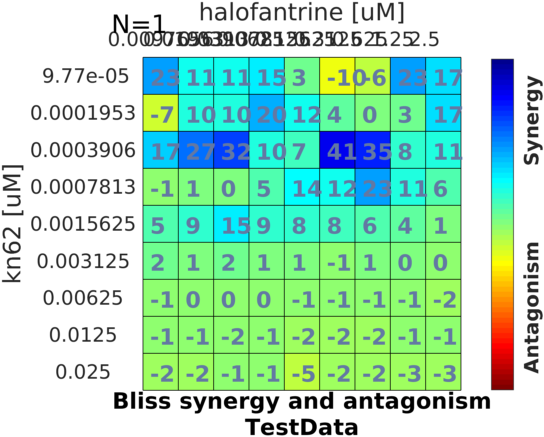 halofantrine [uM]
N=1
2.5
9.77e-05 23 11 11 15 3 -10 -6 23 17
0.0001953 -7 10 10 20 12 4 0 3 17
0.0003906 17 27 32 10 7 41 35 8 11
0.0007813 -1 1 0 5 14 12 23 11 6
0.0015625 5 9 15 9 8 8 6 4 1
0.003125 2 1 2 1 1 -1 1 0 0
0.00625 -1 0 0 0 -1 -1 -1 -1 -2
0.0125 -1 -1 -2 -1 -2 -2 -2 -1 -1
0.025 -2 -2 -1 -1 -5 -2 -2 -3 -3
kn62 [uM]
Synergy
Antagonism
Bliss synergy and antagonism
TestData